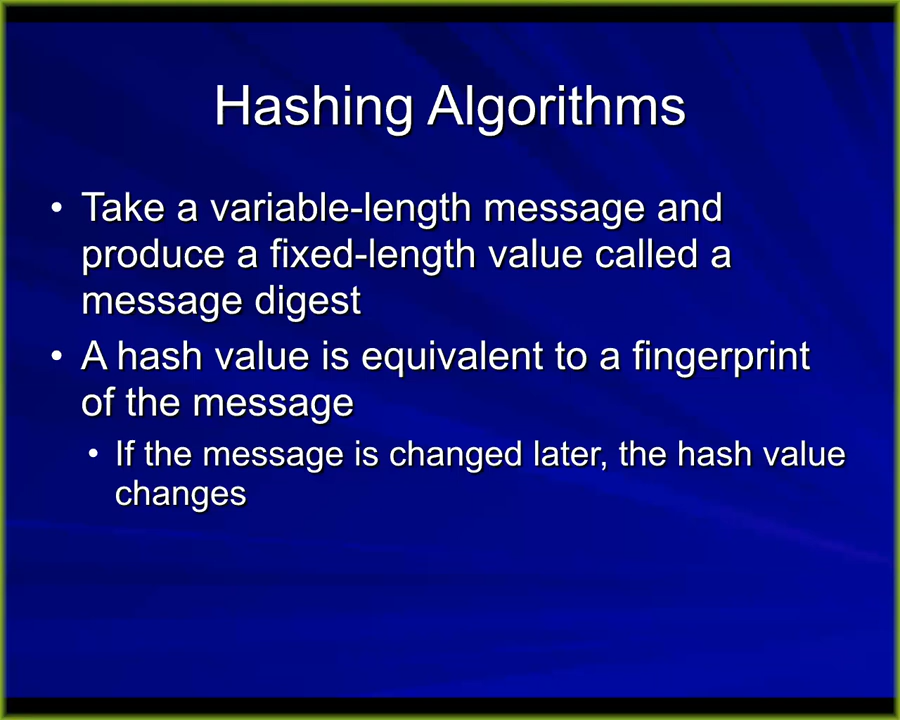 Hashing Algorithms
• Take a variable-length message and
produce a fixed-length value called a
message digest
• A hash value is equivalent to a fingerprint
of the message
• If the message is changed later, the hash value
changes